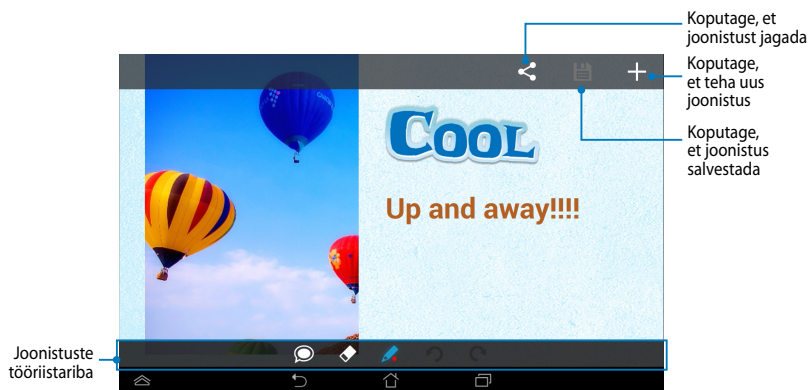 Koputage, et
joonistust jagada
Koputage,
et teha uus
joonistus
Koputage,
et joonistus
salvestada
COOL
Up and away!!!!
Joonistuste
tööriistariba